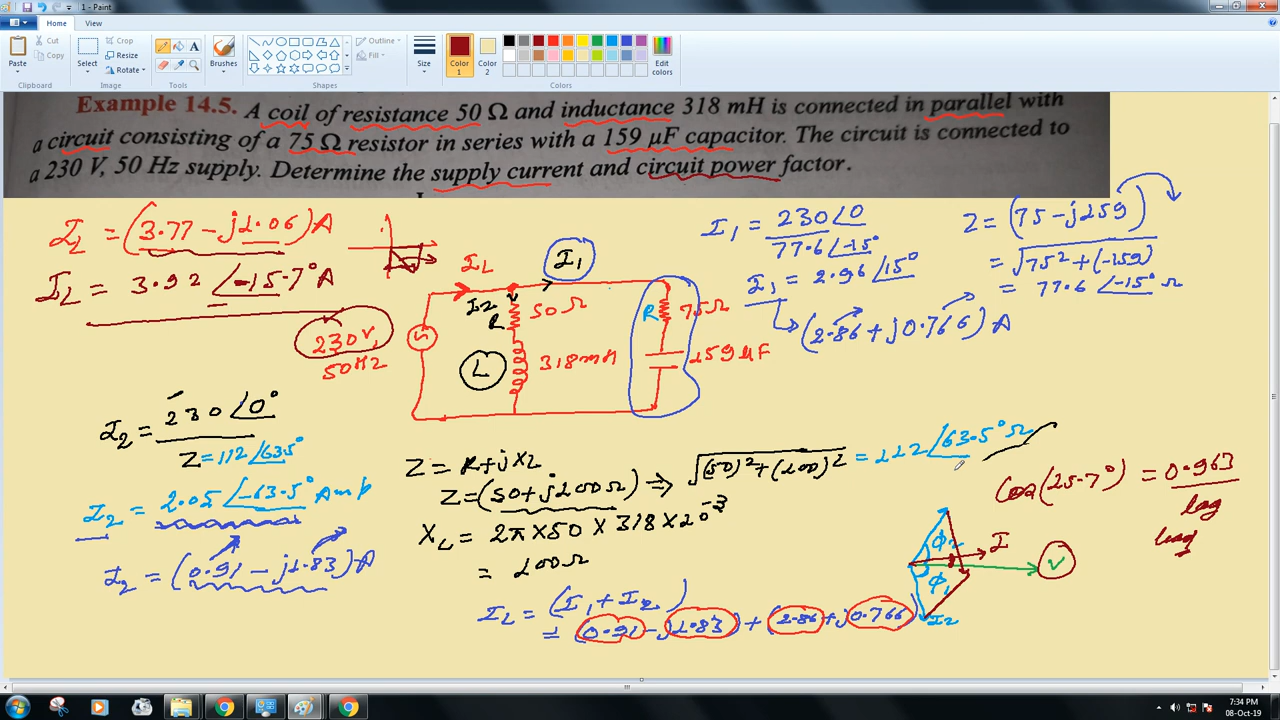 1 - Paint
Home View
Paste Cut Copy
Select Crop Resize Rotate
Brushes
Outline Fill
Size
Color 1
Color 2
Edit colors
Clipboard Image Tools Shapes Colors
Example 14.5. A coil of resistance 50 Ω and inductance 318 mH is connected in parallel with
a circuit consisting of a 75 Ω resistor in series with a 159 μF capacitor. The circuit is connected to
a 230 V, 50 Hz supply. Determine the supply current and circuit power factor.
IL = (3.77 - j1.06) A
IL = 3.92 ∠-15.7° A
230V, 50Hz
IL
I1
I2
R
50Ω
L
318mH
R 75Ω
159μF
I1 = 230∠0 / 77.6∠-15°
I1 = 2.96∠15°
(2.86 + j0.766) A
Z = (75 - j159)
= √75² + (-159)
= 77.6∠-15° Ω
I2 = 230∠0° / Z = 112∠63.5°
I2 = 2.05∠-63.5° Amp
I2 = (0.91 - j1.83) A
Z = R + jXL
Z = (50 + j100Ω) ⇒ √(50)² + (100)² = 112∠63.5° Ω
XL = 2π × 50 × 318 × 10⁻³
= 100Ω
IL = (I1 + I2)
= (0.91 - j1.83) + (2.86 + j0.766)
Cos(15.7°) = 0.963
lag
lag
Φ2
I
V
Φ1
I2
7:34 PM
08-Oct-19